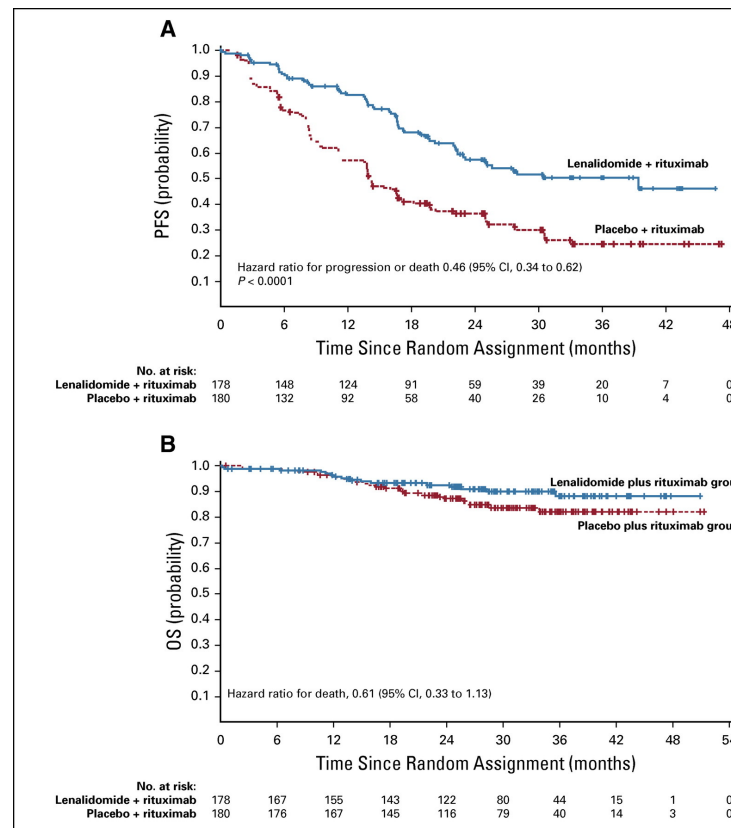 A
1.0
0.9
0.8
0.7
0.6
0.5
0.4
0.3
0.2
0.1
PFS (probability)
Lenalidomide + rituximab
Placebo + rituximab
Hazard ratio for progression or death 0.46 (95% CI, 0.34 to 0.62)
P < 0.0001
0 6 12 18 24 30 36 42 48
Time Since Random Assignment (months)
No. at risk:
Lenalidomide + rituximab 178 148 124 91 59 39 20 7 0
Placebo + rituximab 180 132 92 58 40 26 10 4 0
B
1.0
0.9
0.8
0.7
0.6
0.5
0.4
0.3
0.2
0.1
OS (probability)
Lenalidomide plus rituximab grou
Placebo plus rituximab grou
Hazard ratio for death, 0.61 (95% CI, 0.33 to 1.13)
0 6 12 18 24 30 36 42 48 54
Time Since Random Assignment (months)
No. at risk:
Lenalidomide + rituximab 178 167 155 143 122 80 44 15 1 0
Placebo + rituximab 180 176 167 145 116 79 40 14 3 0